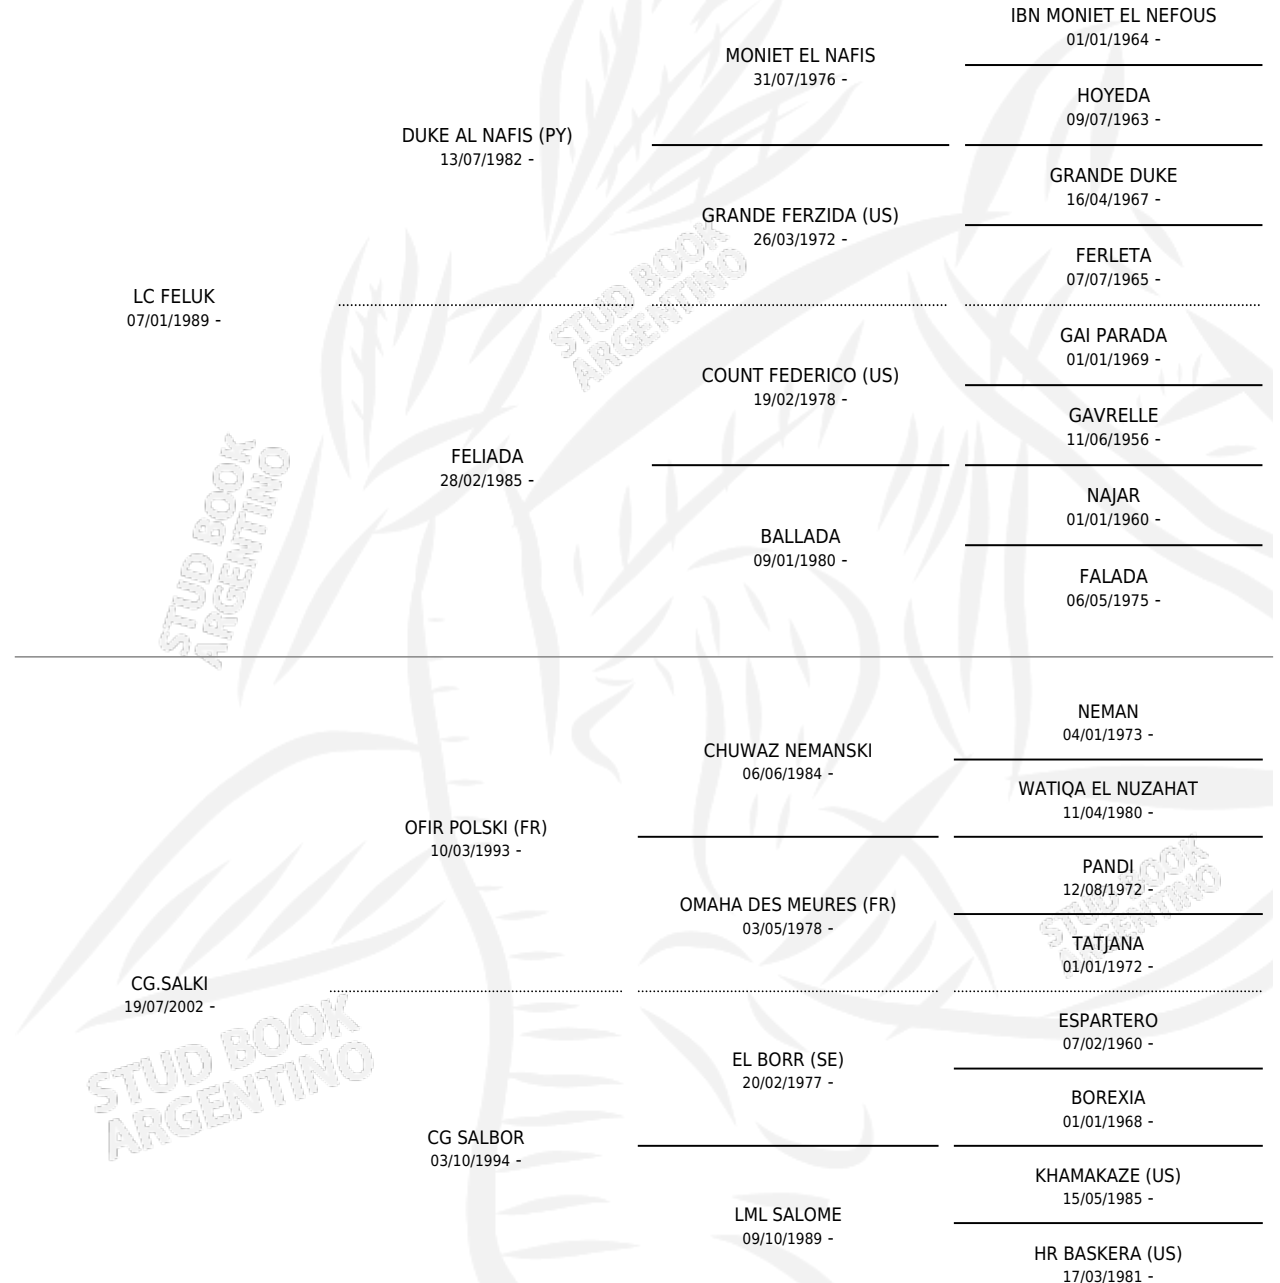 IBN MONIET EL NEFOUS
01/01/1964 -
MONIET EL NAFIS
31/07/1976 -
HOYEDA
09/07/1963 -
DUKE AL NAFIS (PY)
13/07/1982 -
GRANDE DUKE
16/04/1967 -
GRANDE FERZIDA (US)
26/03/1972 -
FERLETA
07/07/1965 -
LC FELUK
07/01/1989 -
GAI PARADA
01/01/1969 -
COUNT FEDERICO (US)
19/02/1978 -
GAVRELLE
11/06/1956 -
FELIADA
28/02/1985 -
NAJAR
01/01/1960 -
BALLADA
09/01/1980 -
FALADA
06/05/1975 -
STUD BOOK
ARGENTINO
STUD BOOK
ARGENTINO
NEMAN
04/01/1973 -
CHUWAZ NEMANSKI
06/06/1984 -
WATIQA EL NUZAHAT
11/04/1980 -
OFIR POLSKI (FR)
10/03/1993 -
PANDI
12/08/1972 -
OMAHA DES MEURES (FR)
03/05/1978 -
TATJANA
01/01/1972 -
CG.SALKI
19/07/2002 -
ESPARTERO
07/02/1960 -
EL BORR (SE)
20/02/1977 -
BOREXIA
01/01/1968 -
CG SALBOR
03/10/1994 -
KHAMAKAZE (US)
15/05/1985 -
LML SALOME
09/10/1989 -
HR BASKERA (US)
17/03/1981 -
STUD BOOK
ARGENTINO
STUD BOOK
ARGENTINO